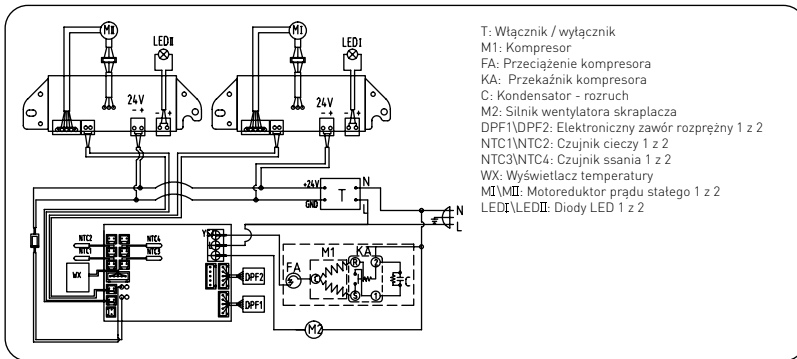 MⅡ
LEDⅡ
24V
- +
- +
MⅠ
LEDⅠ
24V
- +
- +
T: Włącznik / wyłącznik
M1: Kompresor
FA: Przeciążenie kompresora
KA: Przekaźnik kompresora
C: Kondensator - rozruch
M2: Silnik wentylatora skraplacza
DPF1\DPF2: Elektroniczny zawór rozprężny 1 z 2
NTC1\NTC2: Czujnik cieczy 1 z 2
NTC3\NTC4: Czujnik ssania 1 z 2
WX: Wyświetlacz temperatury
MⅠ\MⅡ: Motoreduktor prądu stałego 1 z 2
LEDⅠ\LEDⅡ: Diody LED 1 z 2
+24V
GND
T
N
N
L
NTC2
NTC4
NTC1
NTC3
WX
L
DPF2
DPF1
FA
M1
KA
C
R
S
2
1
C
M2